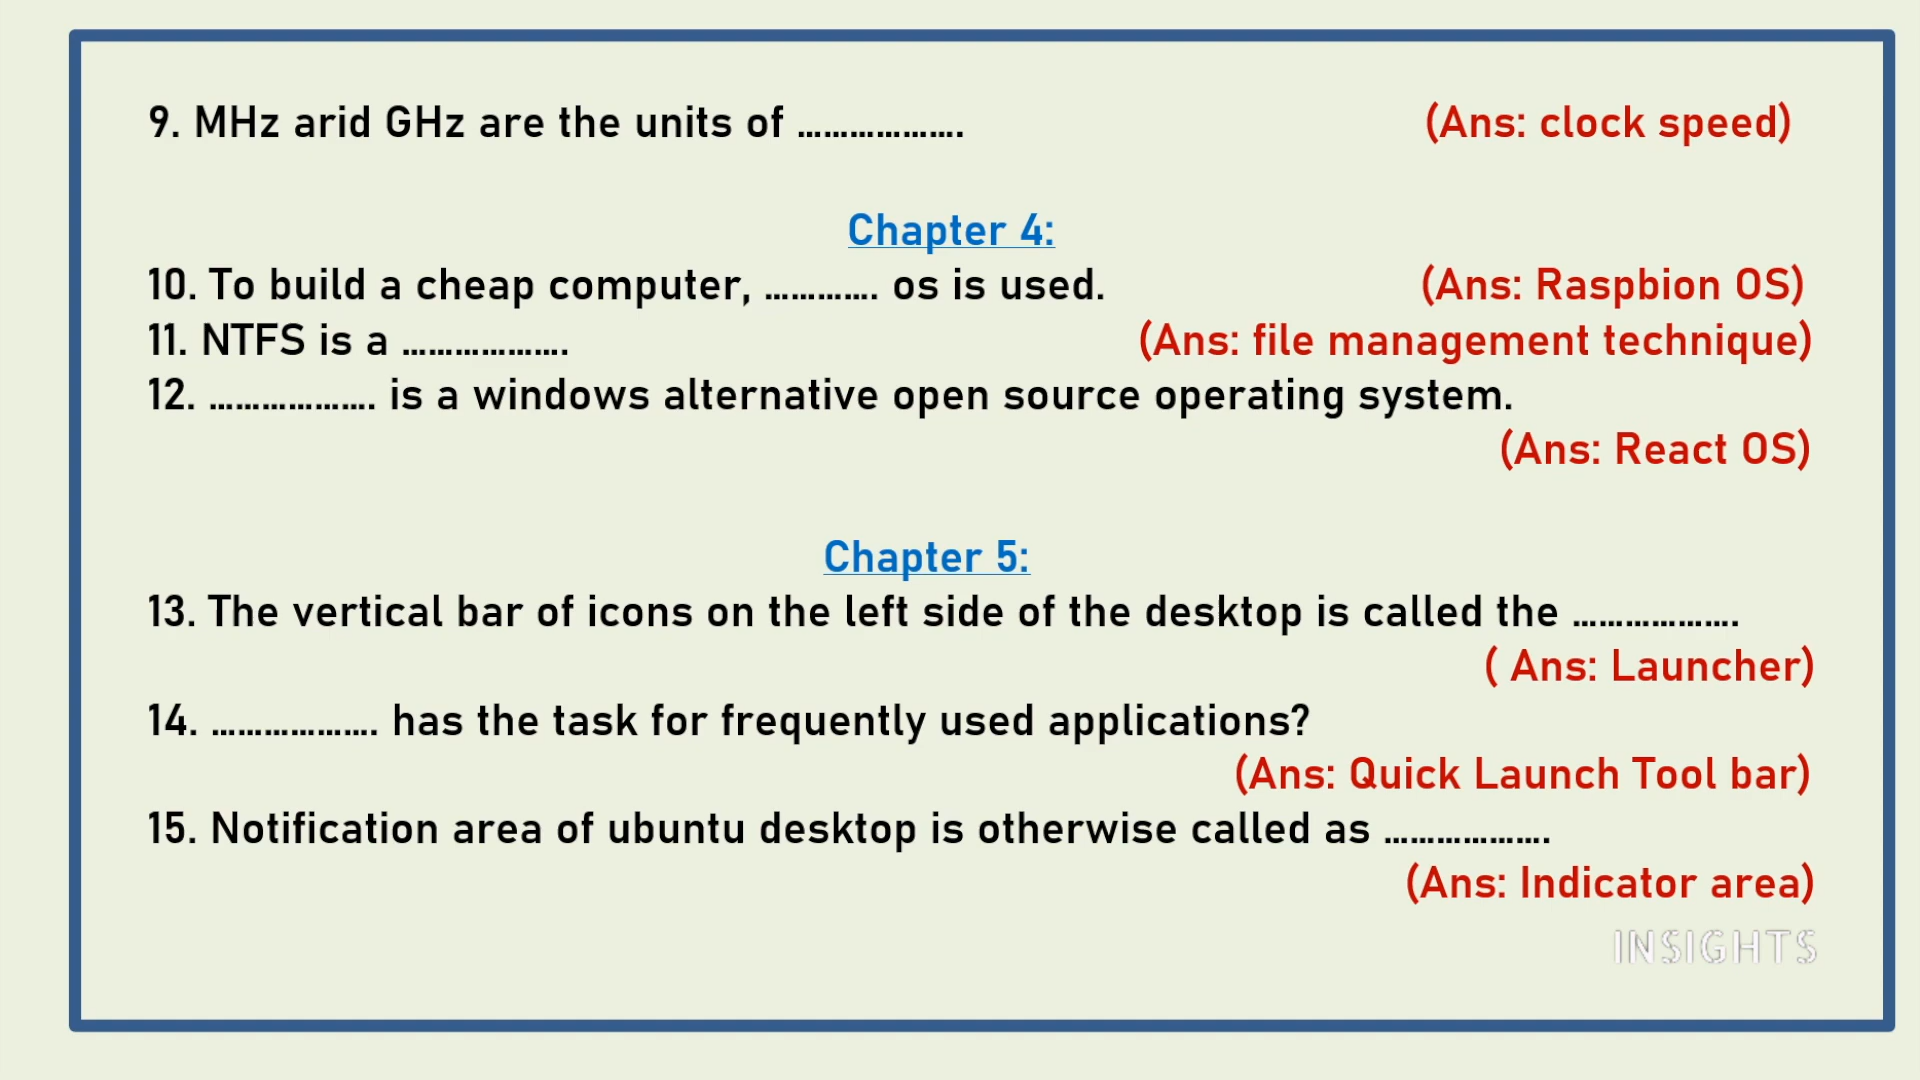 9. MHz arid GHz are the units of ………………. (Ans: clock speed)
Chapter 4:
10. To build a cheap computer, …………. os is used. (Ans: Raspbion OS)
11. NTFS is a ………………. (Ans: file management technique)
12. ………………. is a windows alternative open source operating system.
(Ans: React OS)
Chapter 5:
13. The vertical bar of icons on the left side of the desktop is called the ……………….
( Ans: Launcher)
14. ………………. has the task for frequently used applications?
(Ans: Quick Launch Tool bar)
15. Notification area of ubuntu desktop is otherwise called as ……………….
(Ans: Indicator area)
INSIGHTS